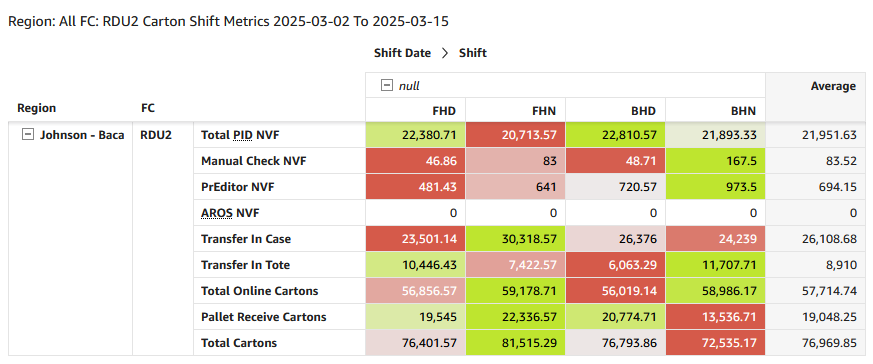 Region: All FC: RDU2 Carton Shift Metrics 2025-03-02 To 2025-03-15
Shift Date > Shift
null Average
Region FC FHD FHN BHD BHN
Johnson - Baca RDU2 Total PID NVF 22,380.71 20,713.57 22,810.57 21,893.33 21,951.63
Manual Check NVF 46.86 83 48.71 167.5 83.52
PrEditor NVF 481.43 641 720.57 973.5 694.15
AROS NVF 0 0 0 0 0
Transfer In Case 23,501.14 30,318.57 26,376 24,239 26,108.68
Transfer In Tote 10,446.43 7,422.57 6,063.29 11,707.71 8,910
Total Online Cartons 56,856.57 59,178.71 56,019.14 58,986.17 57,714.74
Pallet Receive Cartons 19,545 22,336.57 20,774.71 13,536.71 19,048.25
Total Cartons 76,401.57 81,515.29 76,793.86 72,535.17 76,969.85